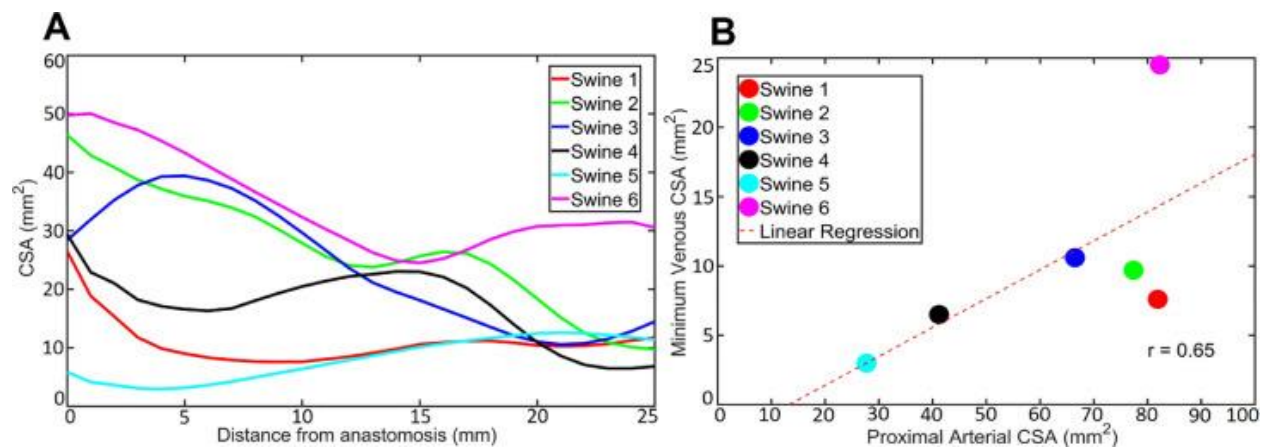 A
60
50
40
30
20
10
0
CSA (mm²)
Swine 1
Swine 2
Swine 3
Swine 4
Swine 5
Swine 6
0 5 10 15 20 25
Distance from anastomosis (mm)
B
25
20
15
10
5
0
Minimum Venous CSA (mm²)
Swine 1
Swine 2
Swine 3
Swine 4
Swine 5
Swine 6
Linear Regression
r = 0.65
0 10 20 30 40 50 60 70 80 90 100
Proximal Arterial CSA (mm²)